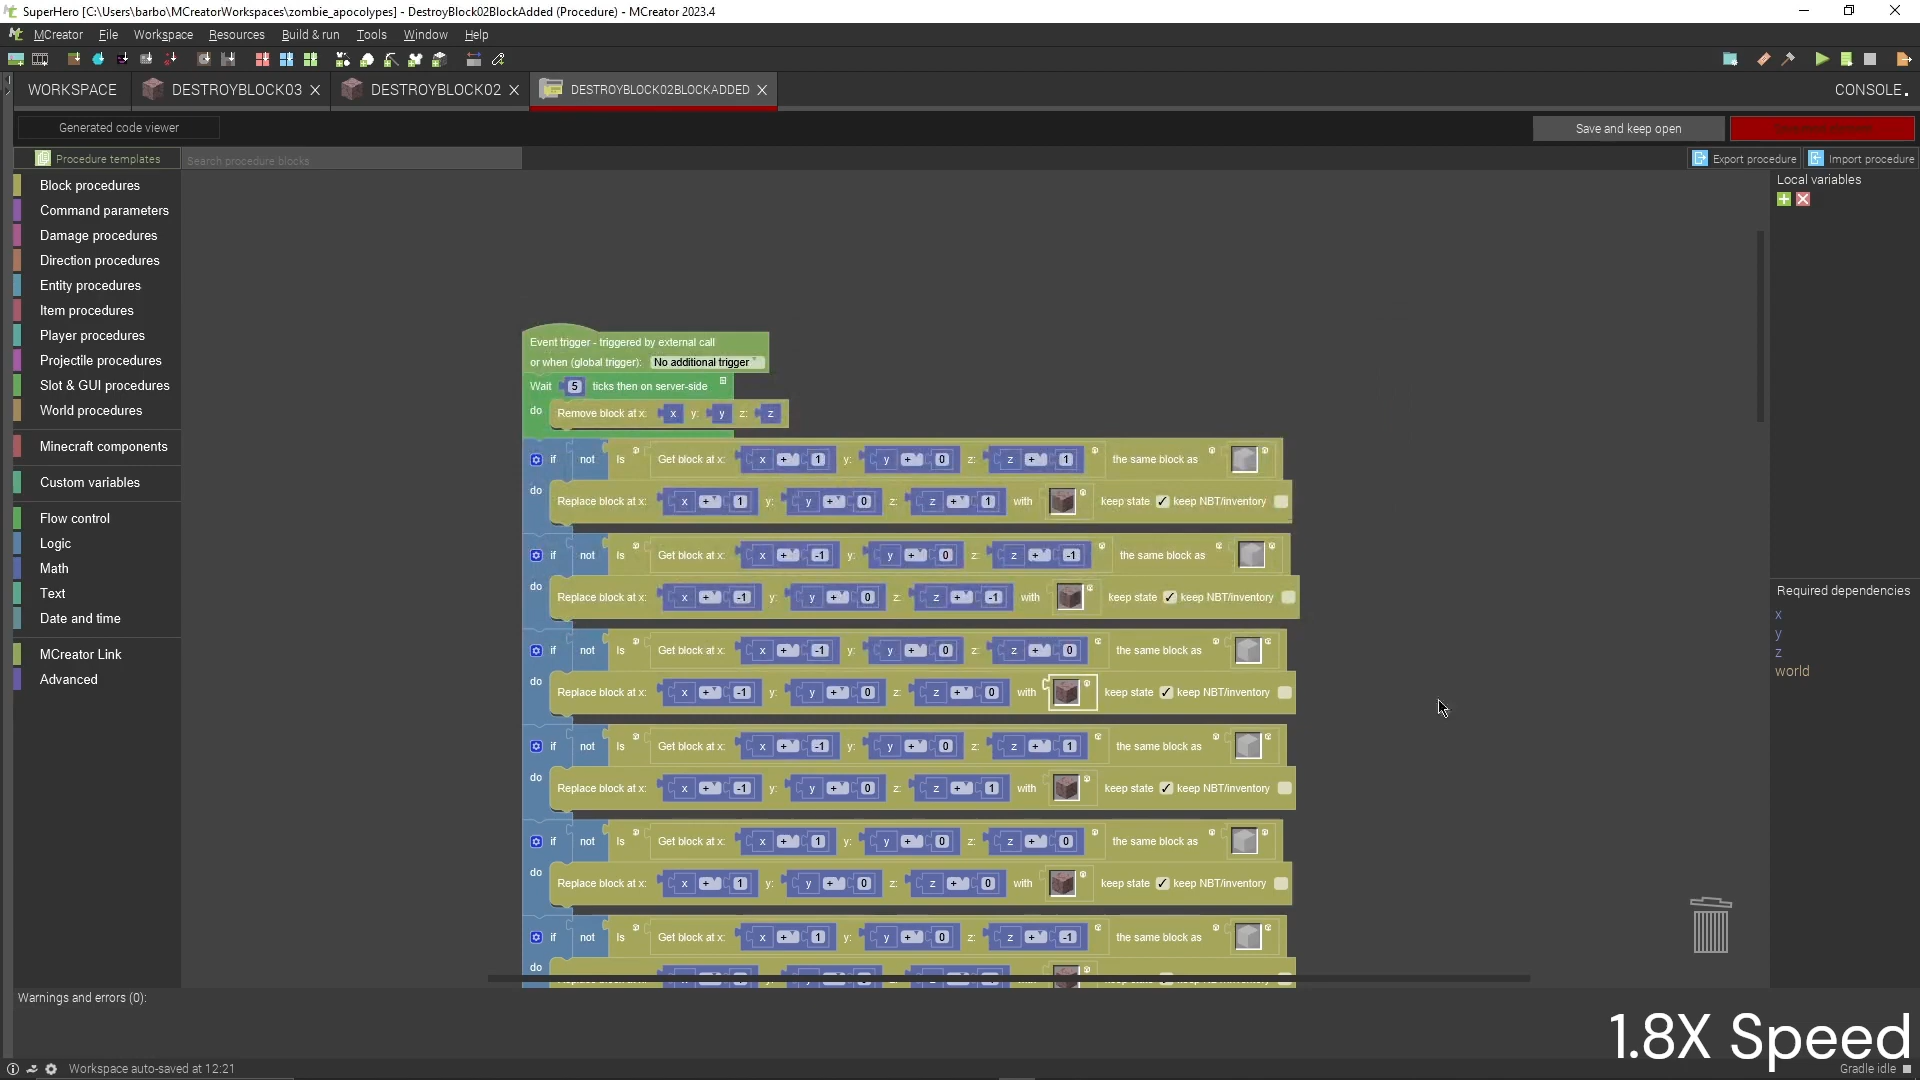 SuperHero [C:\Users\barbo\MCreatorWorkspaces\zombie_apocolypes] - DestroyBlock02BlockAdded (Procedure) - MCreator 2023.4
MCreator File Workspace Resources Build & run Tools Window Help
WORKSPACE DESTROYBLOCK03 DESTROYBLOCK02 DESTROYBLOCK02BLOCKADDED CONSOLE.
Generated code viewer Save and keep open
Procedure templates Search procedure blocks Export procedure Import procedure
Local variables
Block procedures
Command parameters
Damage procedures
Direction procedures
Entity procedures
Item procedures
Player procedures
Projectile procedures
Slot & GUI procedures
World procedures
Minecraft components
Custom variables
Flow control
Logic
Math
Text
Date and time
MCreator Link
Advanced
Event trigger - triggered by external call
or when (global trigger): No additional trigger
Wait 5 ticks then on server-side
do Remove block at x: x y: y z: z
if not Is Get block at x: x + 1 y: y + 0 z: z + 1 the same block as
do Replace block at x: x + 1 y: y + 0 z: z + 1 with keep state ✓ keep NBT/inventory
if not Is Get block at x: x + -1 y: y + 0 z: z + -1 the same block as
do Replace block at x: x + -1 y: y + 0 z: z + -1 with keep state ✓ keep NBT/inventory
if not Is Get block at x: x + -1 y: y + 0 z: z + 0 the same block as
do Replace block at x: x + -1 y: y + 0 z: z + 0 with keep state ✓ keep NBT/inventory
if not Is Get block at x: x + -1 y: y + 0 z: z + 1 the same block as
do Replace block at x: x + -1 y: y + 0 z: z + 1 with keep state ✓ keep NBT/inventory
if not Is Get block at x: x + 1 y: y + 0 z: z + 0 the same block as
do Replace block at x: x + 1 y: y + 0 z: z + 0 with keep state ✓ keep NBT/inventory
if not Is Get block at x: x + 1 y: y + 0 z: z + -1 the same block as
do
Required dependencies
x
y
z
world
Warnings and errors (0):
1.8X Speed
Workspace auto-saved at 12:21 Gradle idle